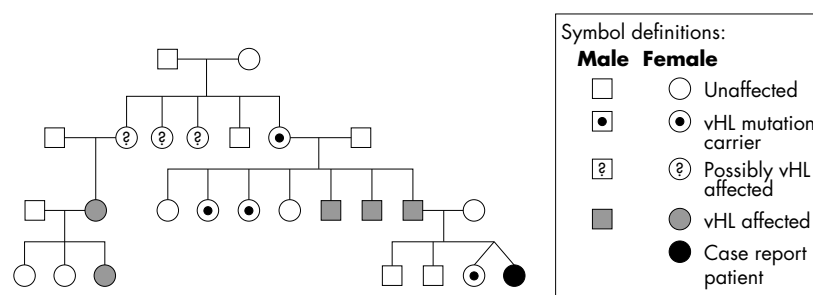 Symbol definitions:
Male Female
Unaffected
vHL mutation
carrier
? ? ? ? ? Possibly vHL
affected
vHL affected
Case report
patient